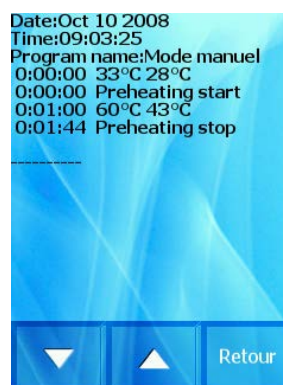 Date:Oct 10 2008
Time:09:03:25
Program name:Mode manuel
0:00:00 33°C 28°C
0:00:00 Preheating start
0:01:00 60°C 43°C
0:01:44 Preheating stop
----------
Retour